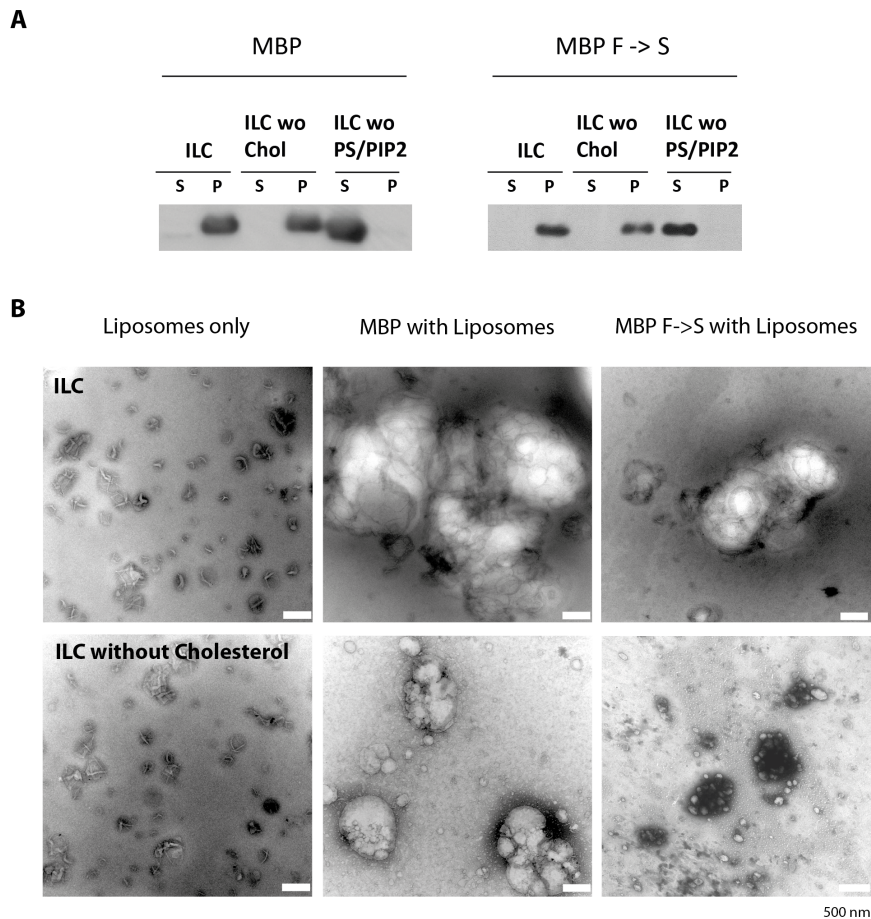 A
MBP
MBP F -> S
ILC
ILC wo
Chol
ILC wo
PS/PIP2
ILC
ILC wo
Chol
ILC wo
PS/PIP2
S P S P S P
S P S P S P
B
Liposomes only
MBP with Liposomes
MBP F->S with Liposomes
ILC
ILC without Cholesterol
500 nm